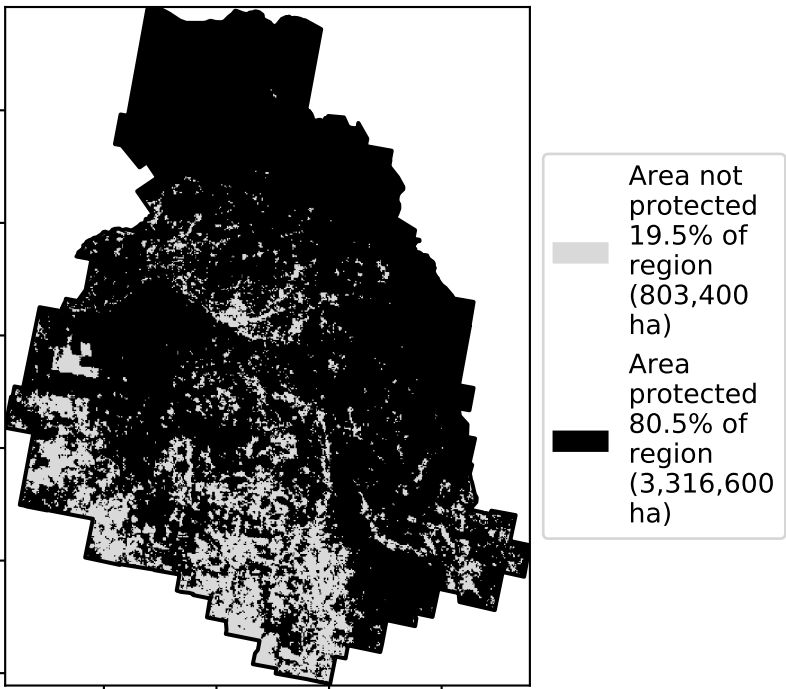 Area not
protected
19.5% of
region
(803,400
ha)
Area
protected
80.5% of
region
(3,316,600
ha)